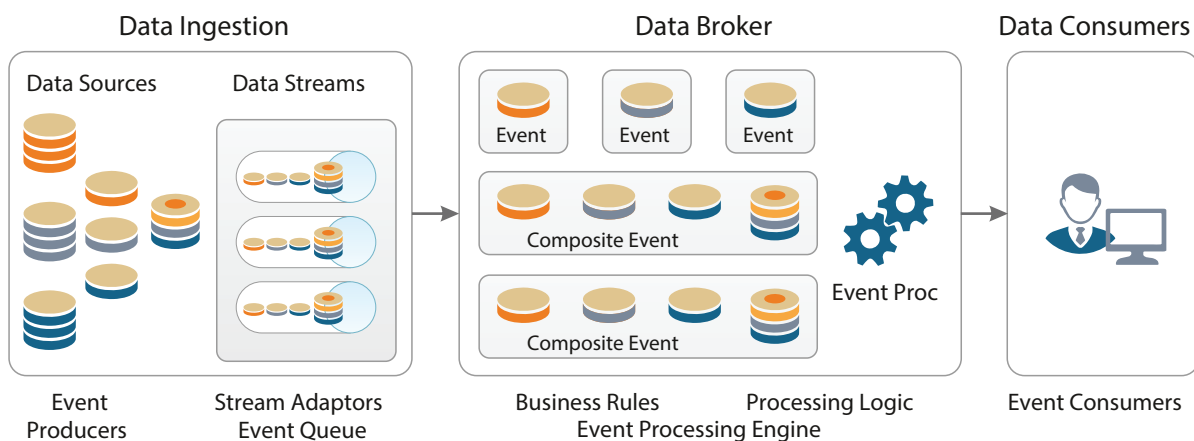 Data Ingestion
Data Broker
Data Consumers
Data Sources
Data Streams
Event
Event
Event
Composite Event
Composite Event
Event Proc
Event
Producers
Stream Adaptors
Event Queue
Business Rules
Processing Logic
Event Processing Engine
Event Consumers